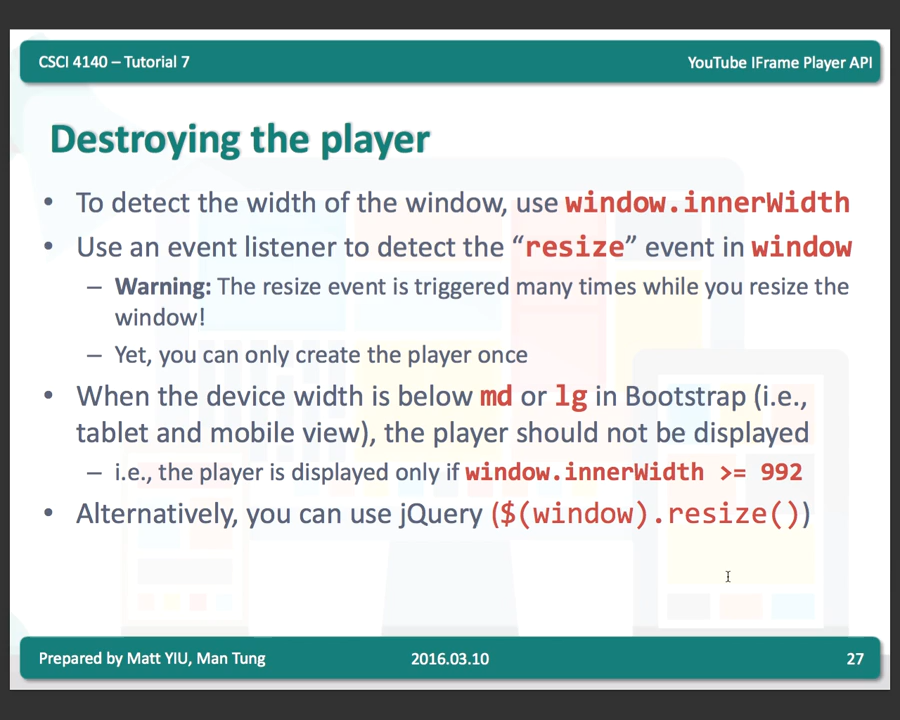 CSCI 4140 – Tutorial 7
YouTube IFrame Player API
Destroying the player
• To detect the width of the window, use window.innerWidth
• Use an event listener to detect the “resize” event in window
– Warning: The resize event is triggered many times while you resize the
window!
– Yet, you can only create the player once
• When the device width is below md or lg in Bootstrap (i.e.,
tablet and mobile view), the player should not be displayed
– i.e., the player is displayed only if window.innerWidth >= 992
• Alternatively, you can use jQuery ($(window).resize())
Prepared by Matt YIU, Man Tung
2016.03.10
27